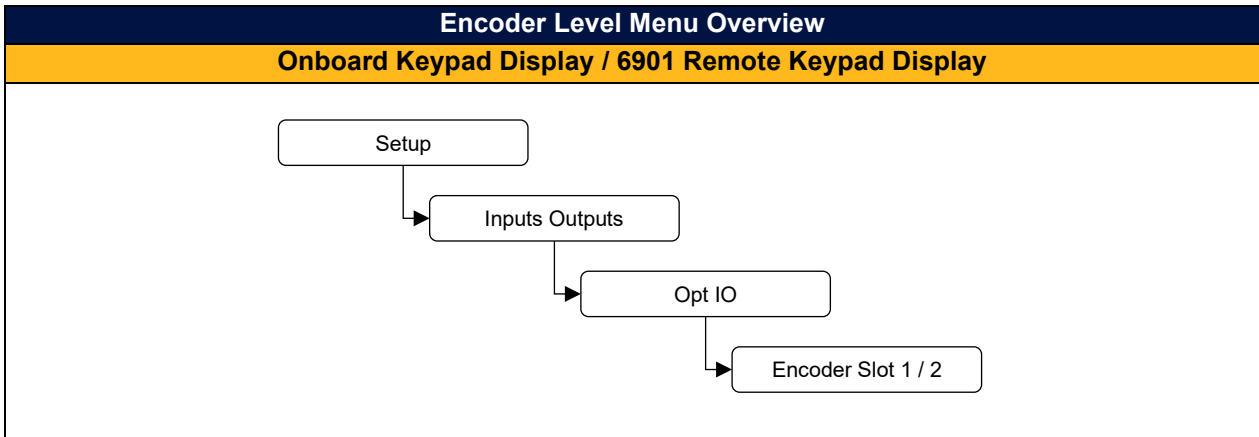 Encoder Level Menu Overview
Onboard Keypad Display / 6901 Remote Keypad Display
Setup
Inputs Outputs
Opt IO
Encoder Slot 1 / 2